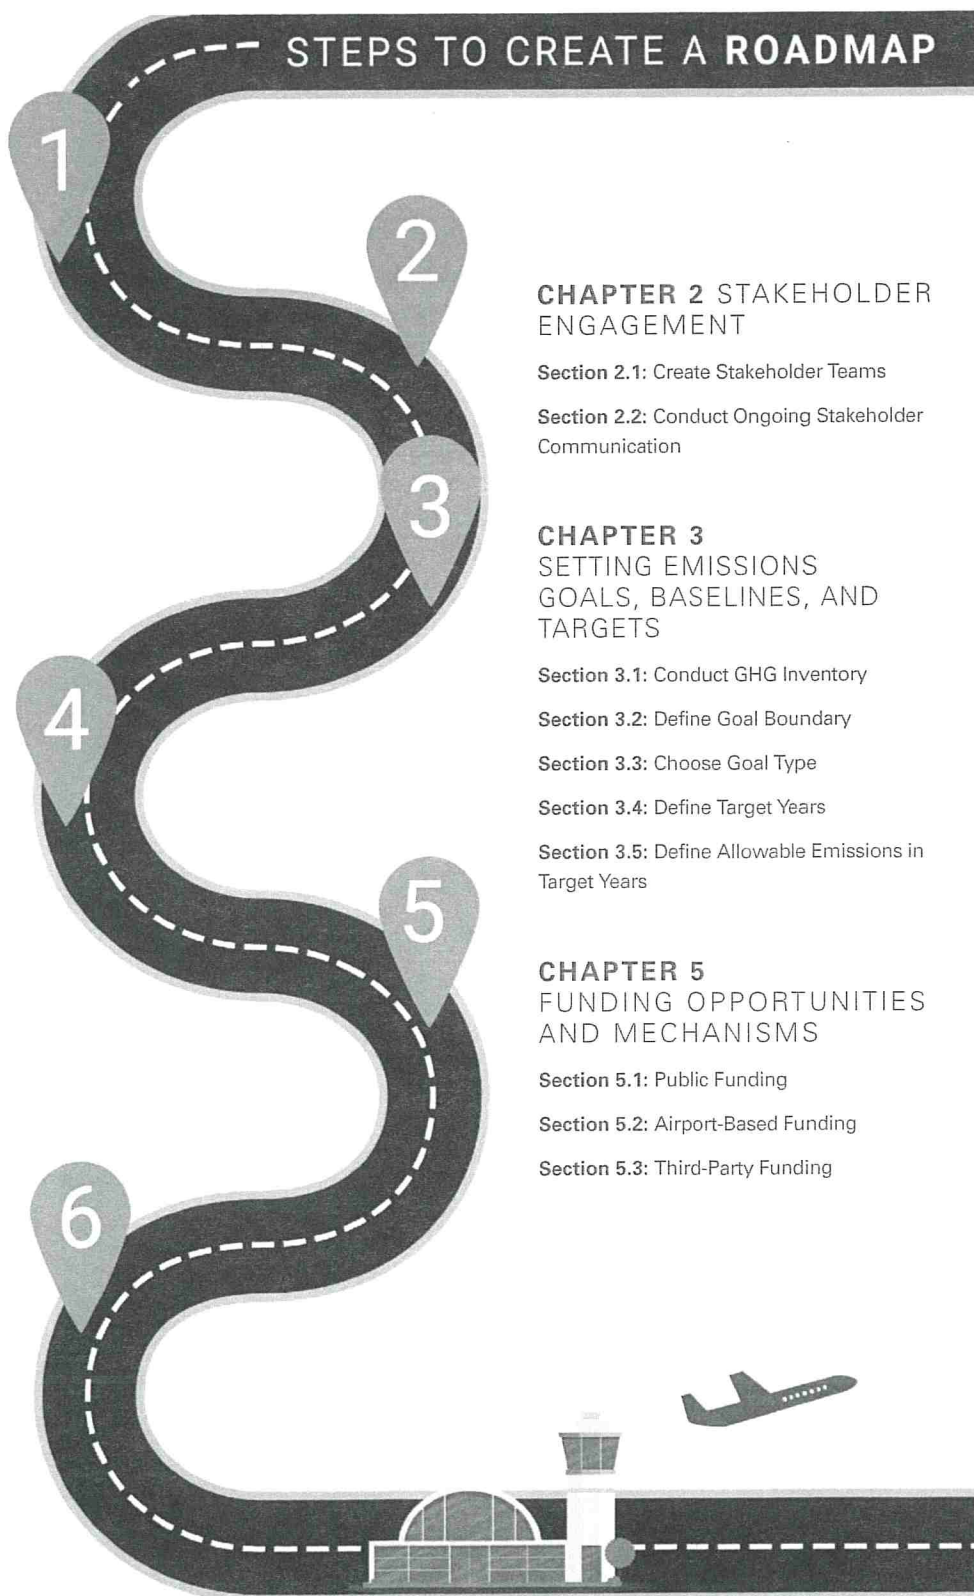 STEPS TO CREATE A ROADMAP
1
2
CHAPTER 2 STAKEHOLDER
ENGAGEMENT
Section 2.1: Create Stakeholder Teams
Section 2.2: Conduct Ongoing Stakeholder
Communication
3
CHAPTER 3
SETTING EMISSIONS
GOALS, BASELINES, AND
TARGETS
Section 3.1: Conduct GHG Inventory
Section 3.2: Define Goal Boundary
Section 3.3: Choose Goal Type
Section 3.4: Define Target Years
Section 3.5: Define Allowable Emissions in
Target Years
4
5
CHAPTER 5
FUNDING OPPORTUNITIES
AND MECHANISMS
Section 5.1: Public Funding
Section 5.2: Airport-Based Funding
Section 5.3: Third-Party Funding
6